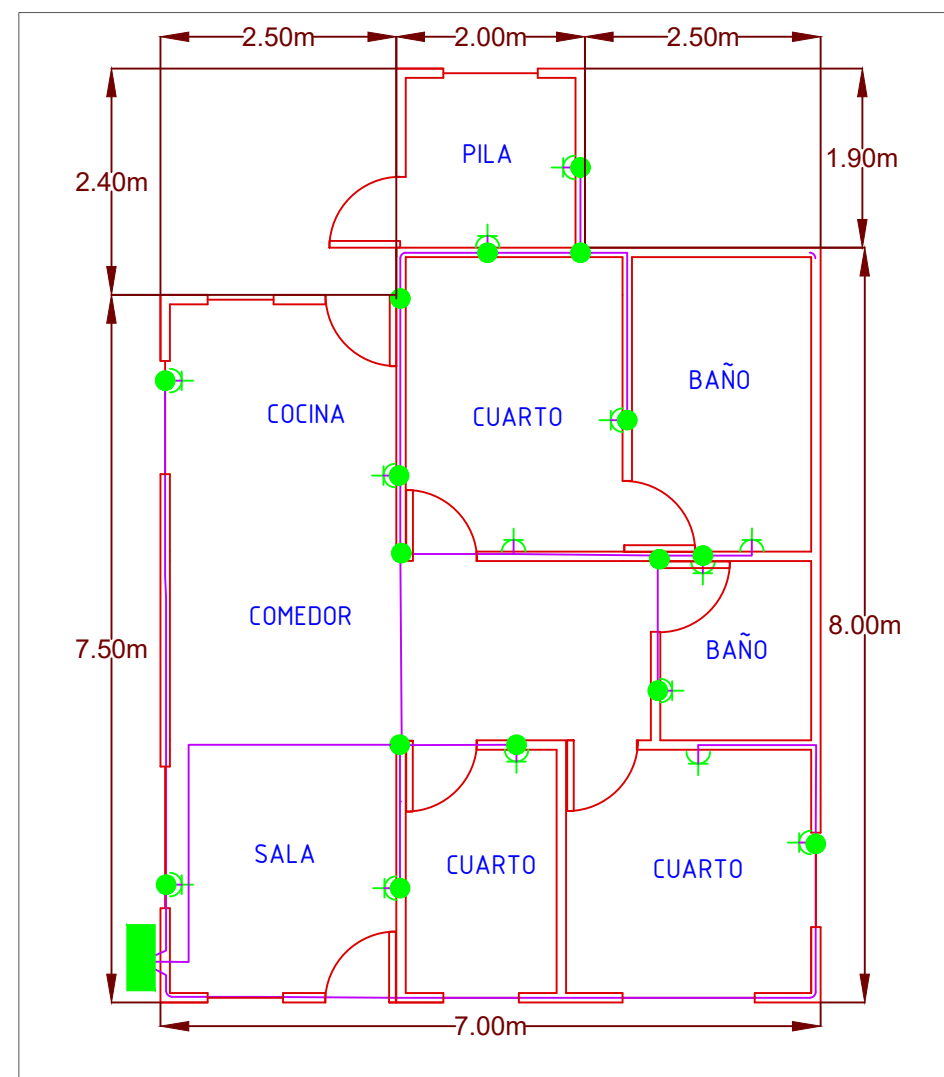 2.50m
2.00m
2.50m
PILA
1.90m
2.40m
BAÑO
COCINA
CUARTO
COMEDOR
8.00m
7.50m
BAÑO
SALA
CUARTO
CUARTO
7.00m